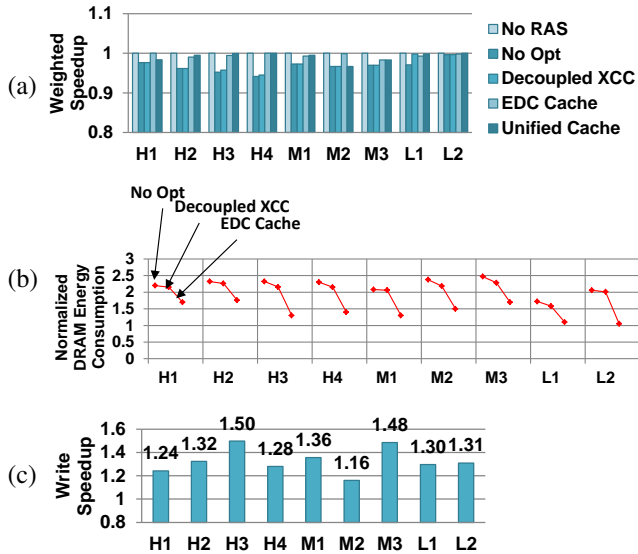 (a)
Weighted
Speedup
1.1
1
0.9
0.8
H1 H2 H3 H4 M1 M2 M3 L1 L2
No RAS
No Opt
Decoupled XCC
EDC Cache
Unified Cache
(b)
No Opt
Decoupled XCC
EDC Cache
Normalized
DRAM Energy
Consumption
3
2.5
2
1.5
1
0.5
0
H1 H2 H3 H4 M1 M2 M3 L1 L2
(c)
Write
Speedup
1.6
1.4
1.2
1
0.8
1.24 1.32 1.50 1.28 1.36 1.16 1.48 1.30 1.31
H1 H2 H3 H4 M1 M2 M3 L1 L2